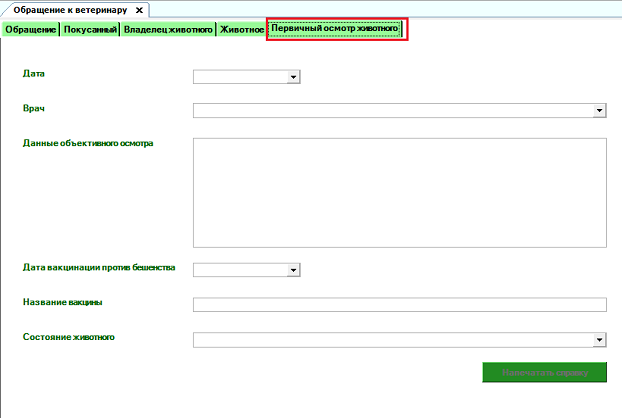 Обращение к ветеринару
Обращение Покусанный Владелец животного Животное Первичный осмотр животного
Дата
Врач
Данные объективного осмотра
Дата вакцинации против бешенства
Название вакцины
Состояние животного
Напечатать справку